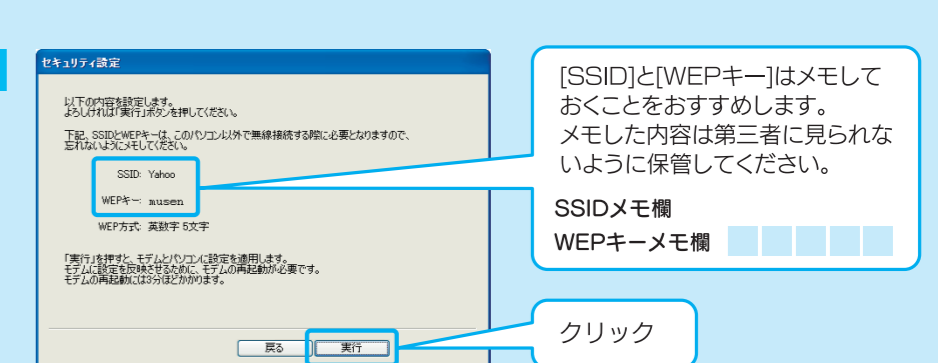 セキュリティ設定
以下の内容を設定します。
よろしければ「実行」ボタンを押してください。
下記、SSIDとWEPキーは、このパソコン以外で無線接続する際に必要となりますので、
忘れないようにメモしてください。
SSID: Yahoo
WEPキー: musen
WEP方式: 英数字 5文字
「実行」を押すと、モデムとパソコンに設定を適用します。
モデムに設定を反映させるために、モデムの再起動が必要です。
モデムの再起動には3分ほどかかります。
戻る
実行
[SSID]と[WEPキー]はメモして
おくことをおすすめします。
メモした内容は第三者に見られな
いように保管してください。
SSIDメモ欄
WEPキーメモ欄
クリック